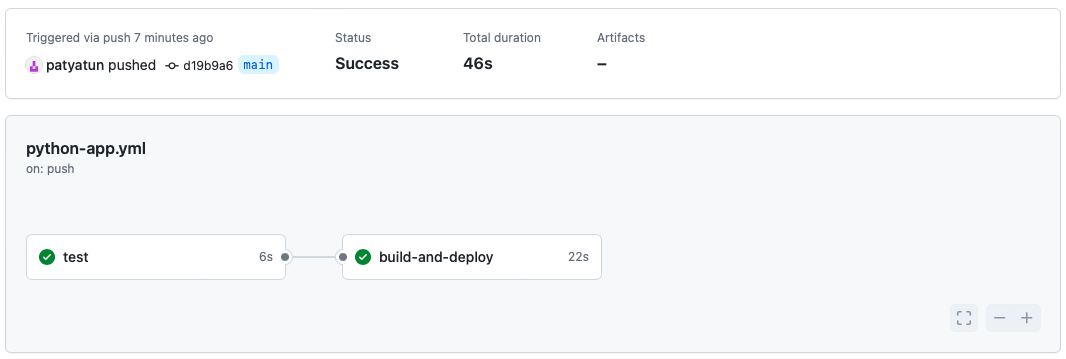 Triggered via push 7 minutes ago
patyatun pushed d19b9a6 main
Status
Success
Total duration
46s
Artifacts
–
python-app.yml
on: push
test 6s
build-and-deploy 22s